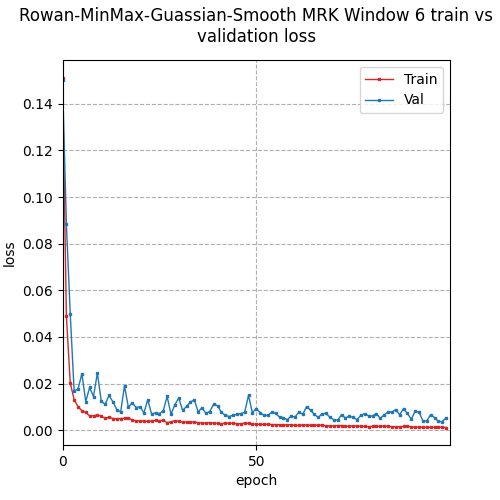 Rowan-MinMax-Guassian-Smooth MRK Window 6 train vs
validation loss
Train
Val
0.14
0.12
0.10
0.08
0.06
0.04
0.02
0.00
loss
0
50
epoch